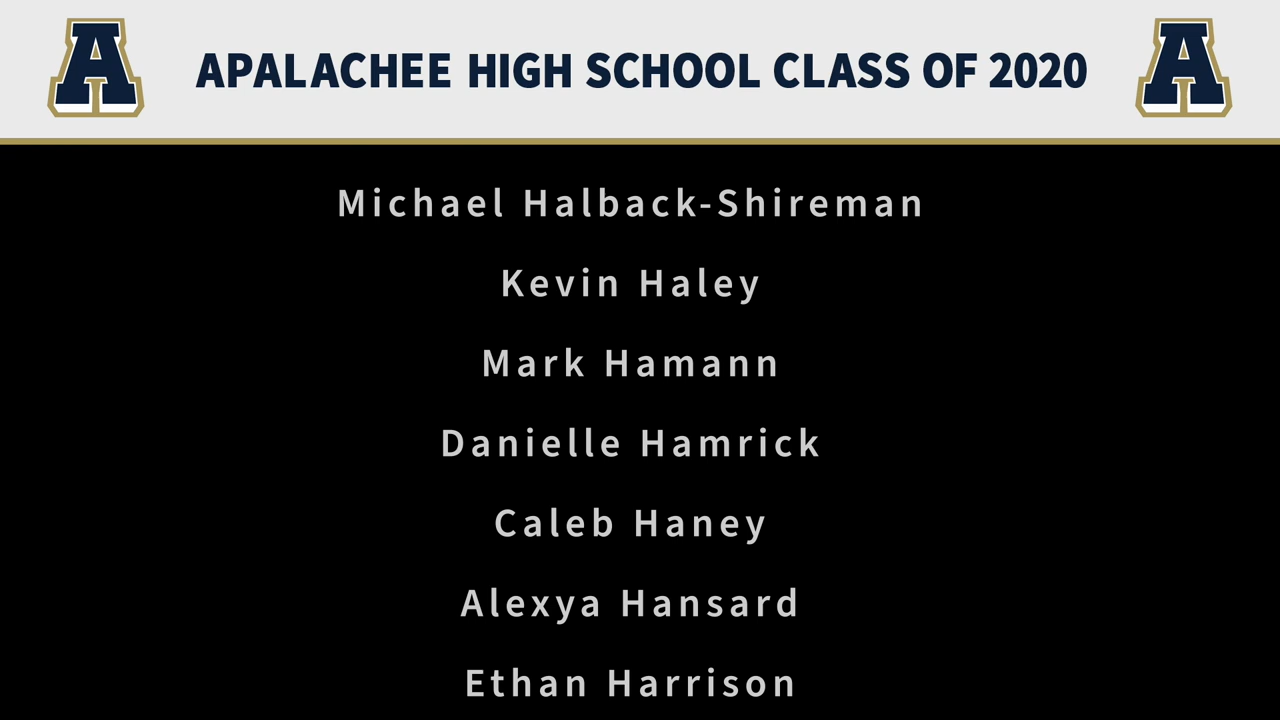 A APALACHEE HIGH SCHOOL CLASS OF 2020 A
Michael Halback-Shireman
Kevin Haley
Mark Hamann
Danielle Hamrick
Caleb Haney
Alexya Hansard
Ethan Harrison